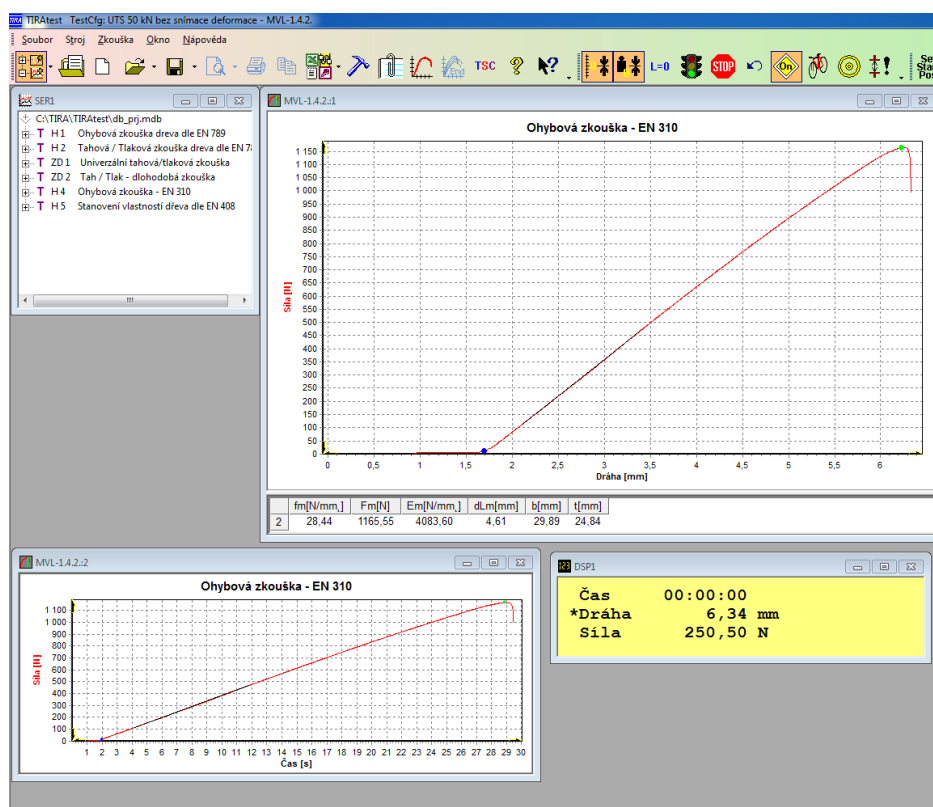 TIRAtest TestCfg: UTS 50 kN bez snímace deformace - MVL-1.4.2.
Soubor Stroj Zkouška Okno Nápověda
End TSC L=0 STOP On
SER1
C:\TIRA\TIRAtest\db_prj.mdb
T H 1 Ohybová zkouška dreva dle EN 789
T H 2 Tahová / Tlaková zkouška dreva dle EN 7
T ZD 1 Univerzální tahová/tlaková zkouška
T ZD 2 Tah / Tlak - dlohodobá zkouška
T H 4 Ohybová zkouška - EN 310
T H 5 Stanovení vlastností dřeva dle EN 408
MVL-1.4.2.:1
Ohybová zkouška - EN 310
Síla [N]
1 150
1 100
1 050
1 000
950
900
850
800
750
700
650
600
550
500
450
400
350
300
250
200
150
100
50
0
0 0,5 1 1,5 2 2,5 3 3,5 4 4,5 5 5,5 6
Dráha [mm]
fm[N/mm˛] Fm[N] Em[N/mm˛] dLm[mm] b[mm] t[mm]
2 28,44 1165,55 4083,60 4,61 29,89 24,84
MVL-1.4.2.:2
Ohybová zkouška - EN 310
Síla [N]
1 100
1 000
900
800
700
600
500
400
300
200
100
0
1 2 3 4 5 6 7 8 9 10 11 12 13 14 15 16 17 18 19 20 21 22 23 24 25 26 27 28 29 30
Čas [s]
123 DSP1
Čas 00:00:00
*Dráha 6,34 mm
Síla 250,50 N